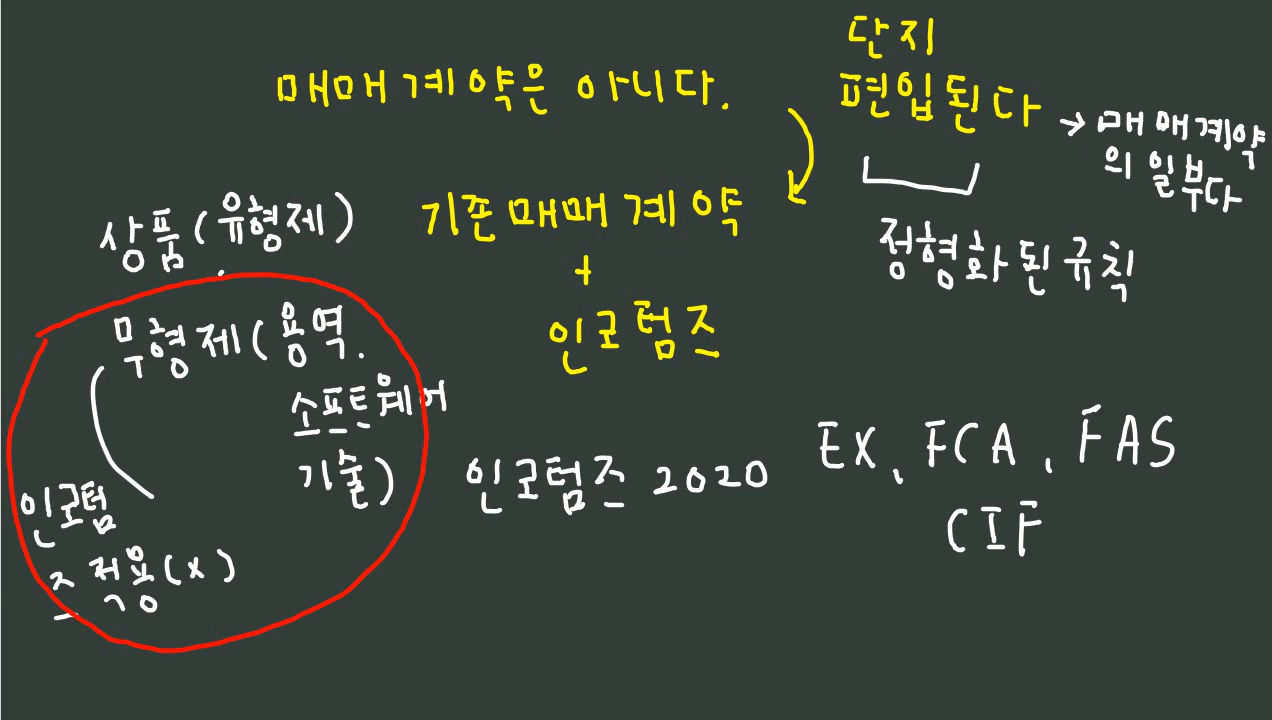 매매계약은 아니다.
단지
편입된다
→ 매매계약
의 일부다
정형화된 규칙
기존매매계약
+
인코텀즈
상품(유형제)
무형제(용역.
소프트웨어
기술)
인코텀
즈 적용(x)
인코텀즈 2020
EX, FCA, FAS
CIF